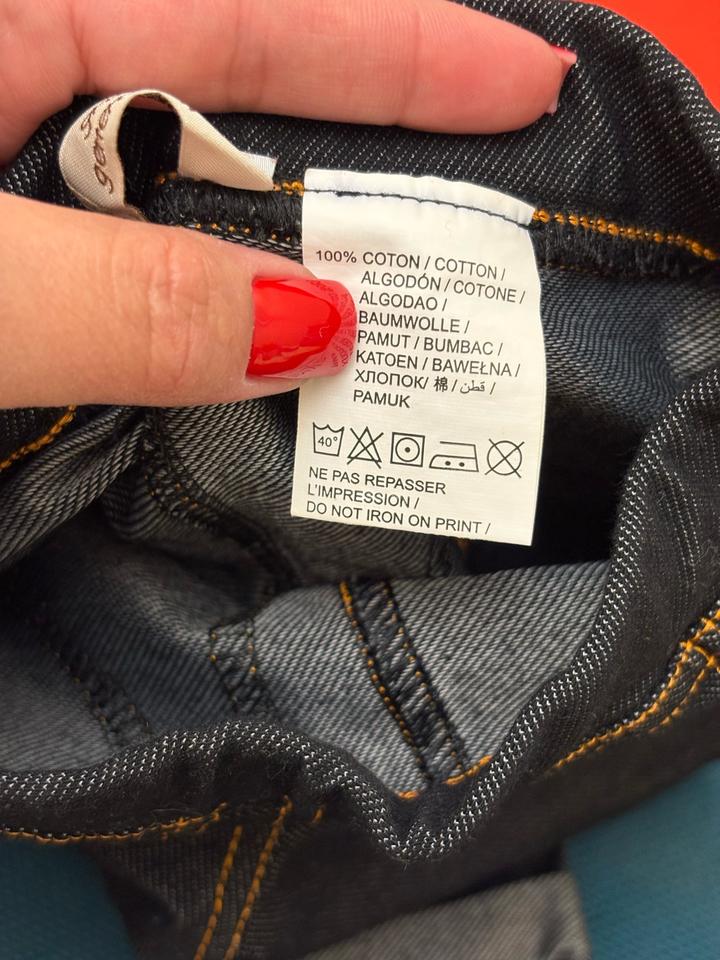 100% COTON / COTTON /
ALGODÓN / COTONE /
ALGODAO /
BAUMWOLLE /
PAMUT / BUMBAC /
KATOEN / BAWEŁNA /
ХЛОПОК/ 棉 / قطن /
PAMUK
40°
NE PAS REPASSER
L'IMPRESSION /
DO NOT IRON ON PRINT /